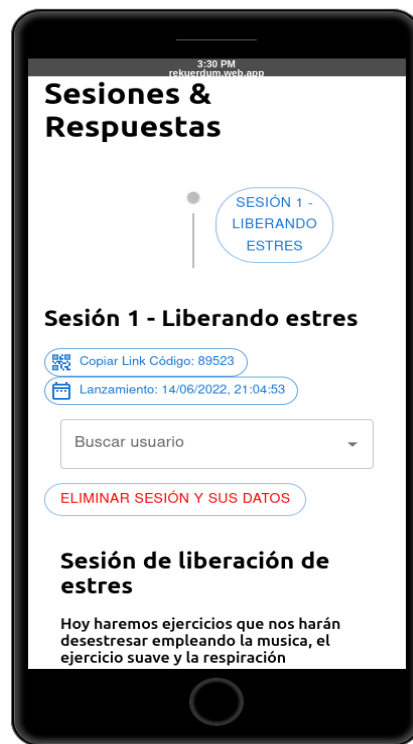 3:30 PM
rekuerdum.web.app
Sesiones &
Respuestas
SESIÓN 1 -
LIBERANDO
ESTRES
Sesión 1 - Liberando estres
Copiar Link Código: 89523
Lanzamiento: 14/06/2022, 21:04:53
Buscar usuario
ELIMINAR SESIÓN Y SUS DATOS
Sesión de liberación de
estres
Hoy haremos ejercicios que nos harán
desestresar empleando la musica, el
ejercicio suave y la respiración